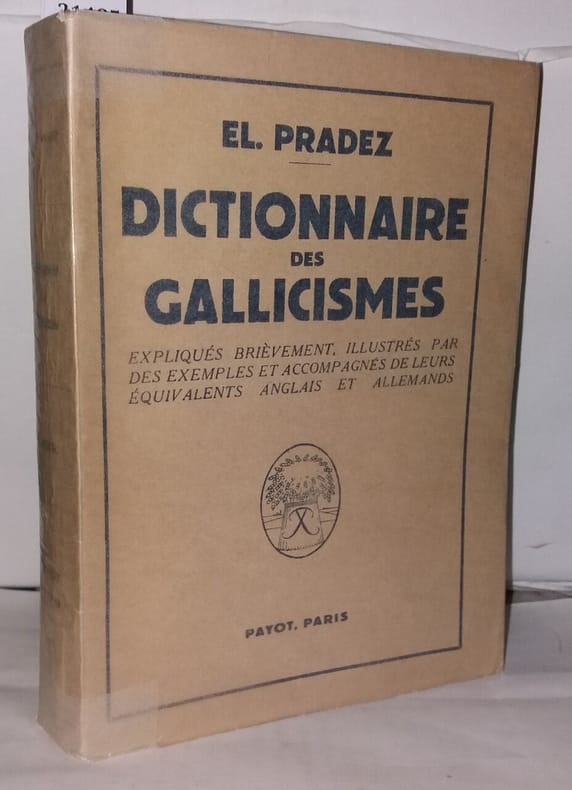 EL. PRADEZ
DICTIONNAIRE
DES
GALLICISMES
EXPLIQUÉS BRIÈVEMENT, ILLUSTRÉS PAR
DES EXEMPLES ET ACCOMPAGNÉS DE LEURS
ÉQUIVALENTS ANGLAIS ET ALLEMANDS
PAYOT, PARIS